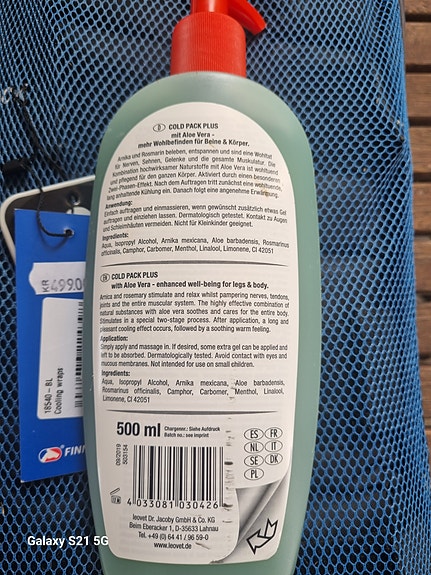 D COLD PACK PLUS
mit Aloe Vera -
mehr Wohlbefinden für Beine & Körper.
Arnika und Rosmarin beleben, entspannen und sind eine Wohltat
für Nerven, Sehnen, Gelenke und die gesamte Muskulatur. Die
Kombination hochwirksamer Naturstoffe mit Aloe Vera ist wohltuend
und pflegend für den ganzen Körper. Aktiviert durch einen besonderen
Zwei-Phasen-Effekt. Nach dem Auftragen tritt zunächst eine wohltuende,
lang anhaltende Kühlung ein. Danach folgt eine angenehme Erwärmung.
Anwendung:
Einfach auftragen und einmassieren, wenn gewünscht zusätzlich etwas Gel
auftragen und einziehen lassen. Dermatologisch getestet. Kontakt zu Augen
und Schleimhäuten vermeiden. Nicht für Kleinkinder geeignet.
Ingredients:
Aqua, Isopropyl Alcohol, Arnika mexicana, Aloe barbadensis, Rosmarinus
officinalis, Camphor, Carbomer, Menthol, Linalool, Limonene, CI 42051
EN COLD PACK PLUS
with Aloe Vera - enhanced well-being for legs & body.
Arnica and rosemary stimulate and relax whilst pampering nerves, tendons,
joints and the entire muscular system. The highly effective combination of
natural substances with aloe vera soothes and cares for the entire body.
Stimulates in a special two-stage process. After application, a long and
pleasant cooling effect occurs, followed by a soothing warm feeling.
Application:
Simply apply and massage in. If desired, some extra gel can be applied and
left to be absorbed. Dermatologically tested. Avoid contact with eyes and
mucous membranes. Not intended for use on small children.
Ingredients:
Aqua, Isopropyl Alcohol, Arnika mexicana, Aloe barbadensis,
Rosmarinus officinalis, Camphor, Carbomer, Menthol, Linalool,
Limonene, CI 42051
500 ml
Chargennr.: Siehe Aufdruck
Batch no.: see imprint
09/2019
503154
ES FR
NL IT
SE DK
PL
4 033081 030426
leovet Dr. Jacoby GmbH & Co. KG
Beim Eberacker 1, D-35633 Lahnau
Tel. +49 (0) 64 41 / 96 59-0
www.leovet.de
KR 499.0
18540 - BL
Cooling wraps
FINN
Galaxy S21 5G